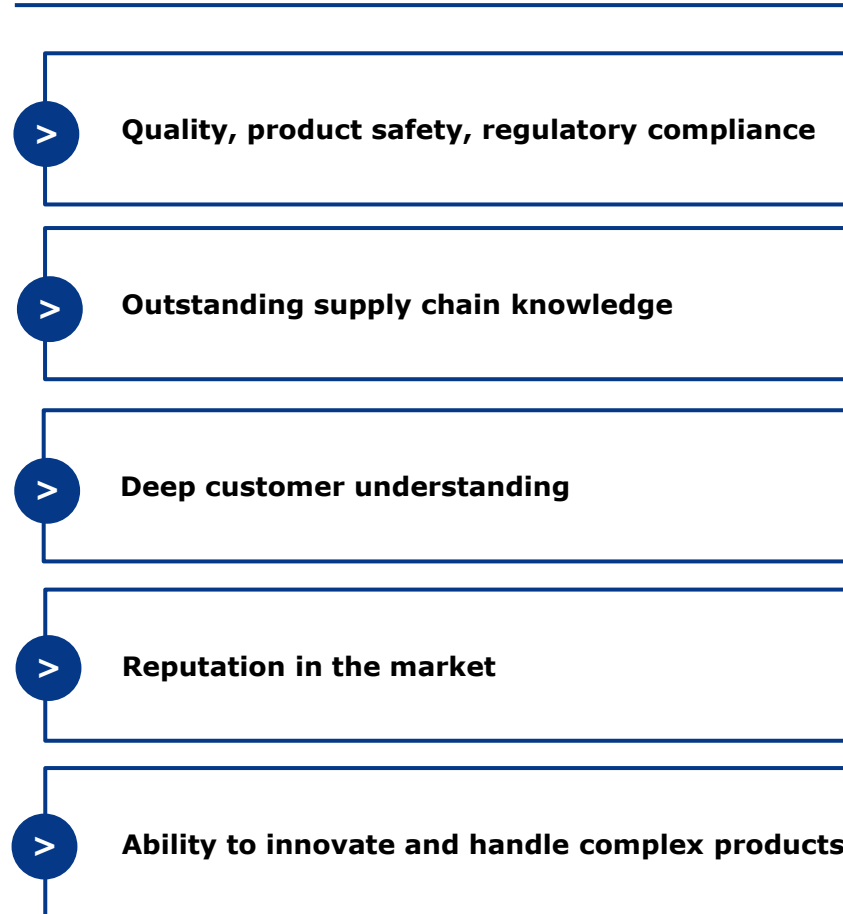 > Quality, product safety, regulatory compliance
> Outstanding supply chain knowledge
> Deep customer understanding
> Reputation in the market
> Ability to innovate and handle complex products